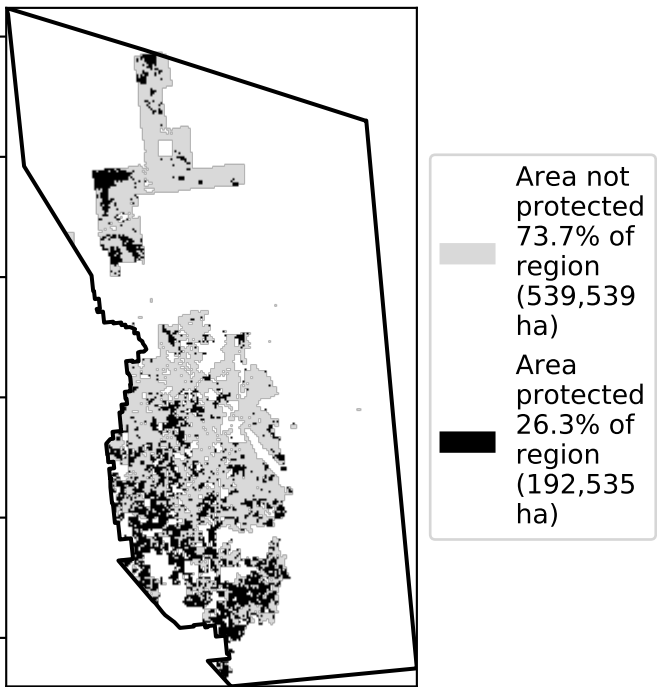 Area not
protected
73.7% of
region
(539,539
ha)
Area
protected
26.3% of
region
(192,535
ha)